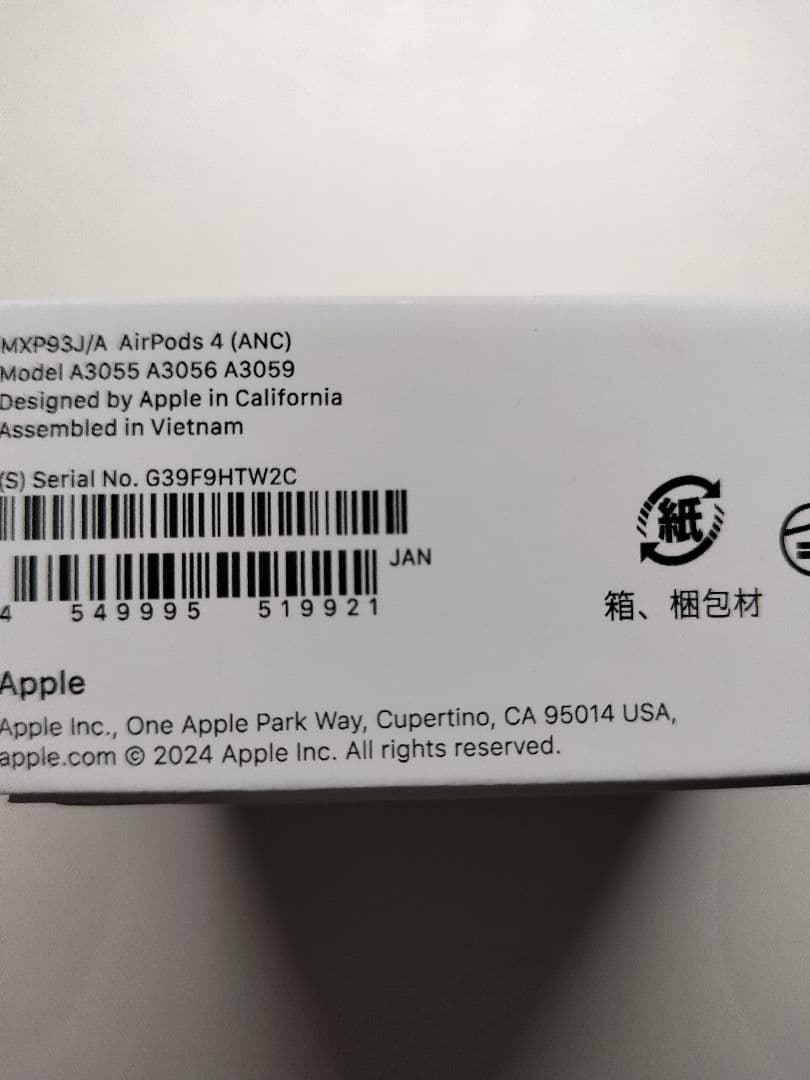 MXP93J/A AirPods 4 (ANC)
Model A3055 A3056 A3059
Designed by Apple in California
Assembled in Vietnam
(S) Serial No. G39F9HTW2C
JAN
4 549995 519921
紙
箱、梱包材
Apple
Apple Inc., One Apple Park Way, Cupertino, CA 95014 USA,
apple.com © 2024 Apple Inc. All rights reserved.